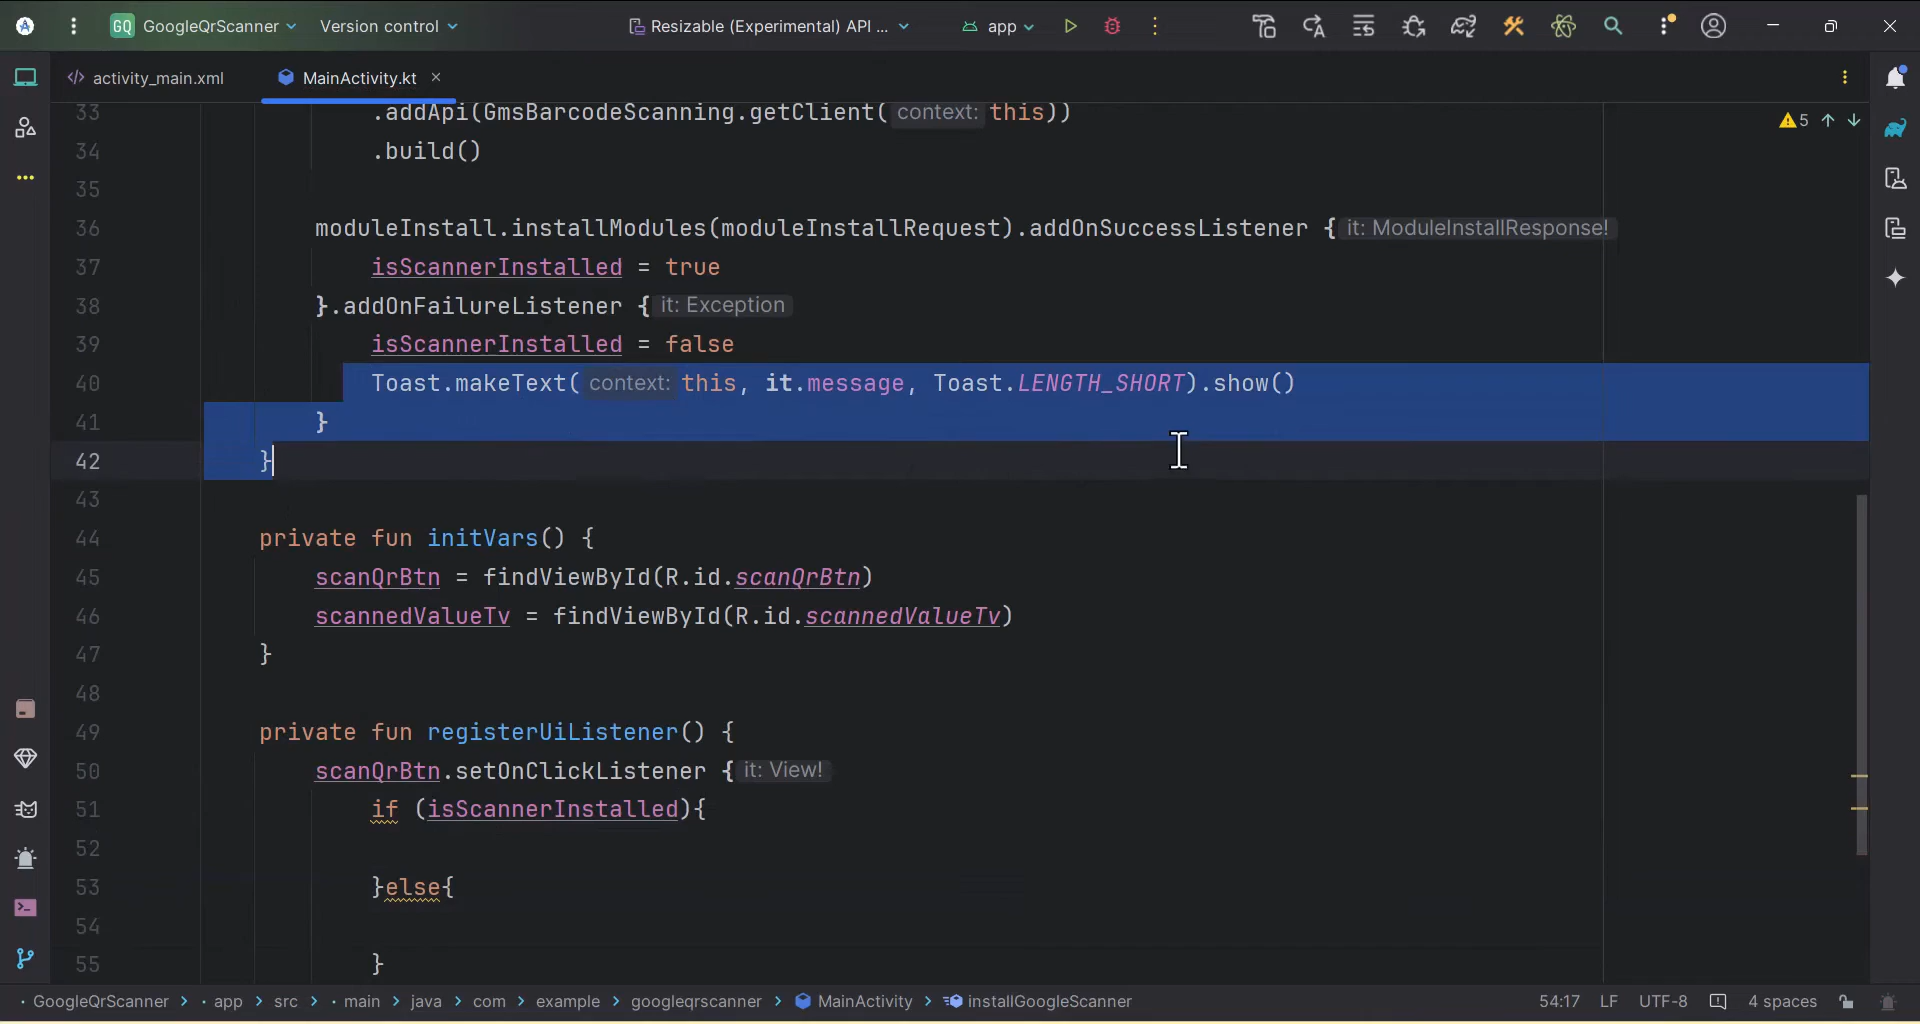 GQ GoogleQrScanner Version control Resizable (Experimental) API ... app
activity_main.xml MainActivity.kt
5
33 .addApi(GmsBarcodeScanning.getClient( context: this))
34 .build()
35
36 moduleInstall.installModules(moduleInstallRequest).addOnSuccessListener { it: ModuleInstallResponse!
37 isScannerInstalled = true
38 }.addOnFailureListener { it: Exception
39 isScannerInstalled = false
40 Toast.makeText( context: this, it.message, Toast.LENGTH_SHORT).show()
41 }
42 }
43
44 private fun initVars() {
45 scanQrBtn = findViewById(R.id.scanQrBtn)
46 scannedValueTv = findViewById(R.id.scannedValueTv)
47 }
48
49 private fun registerUiListener() {
50 scanQrBtn.setOnClickListener { it: View!
51 if (isScannerInstalled){
52
53 }else{
54
55 }
GoogleQrScanner > app > src > main > java > com > example > googleqrscanner > MainActivity > installGoogleScanner 54:17 LF UTF-8 4 spaces